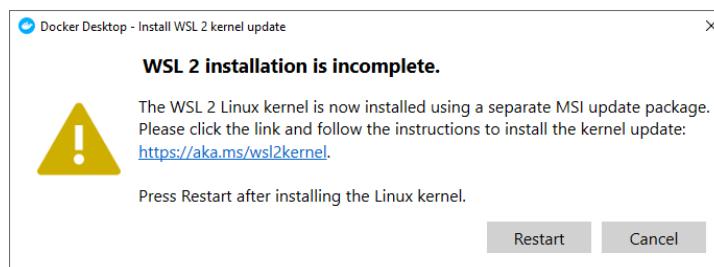 Docker Desktop - Install WSL 2 kernel update
WSL 2 installation is incomplete.
The WSL 2 Linux kernel is now installed using a separate MSI update package.
Please click the link and follow the instructions to install the kernel update:
https://aka.ms/wsl2kernel.
Press Restart after installing the Linux kernel.
Restart Cancel